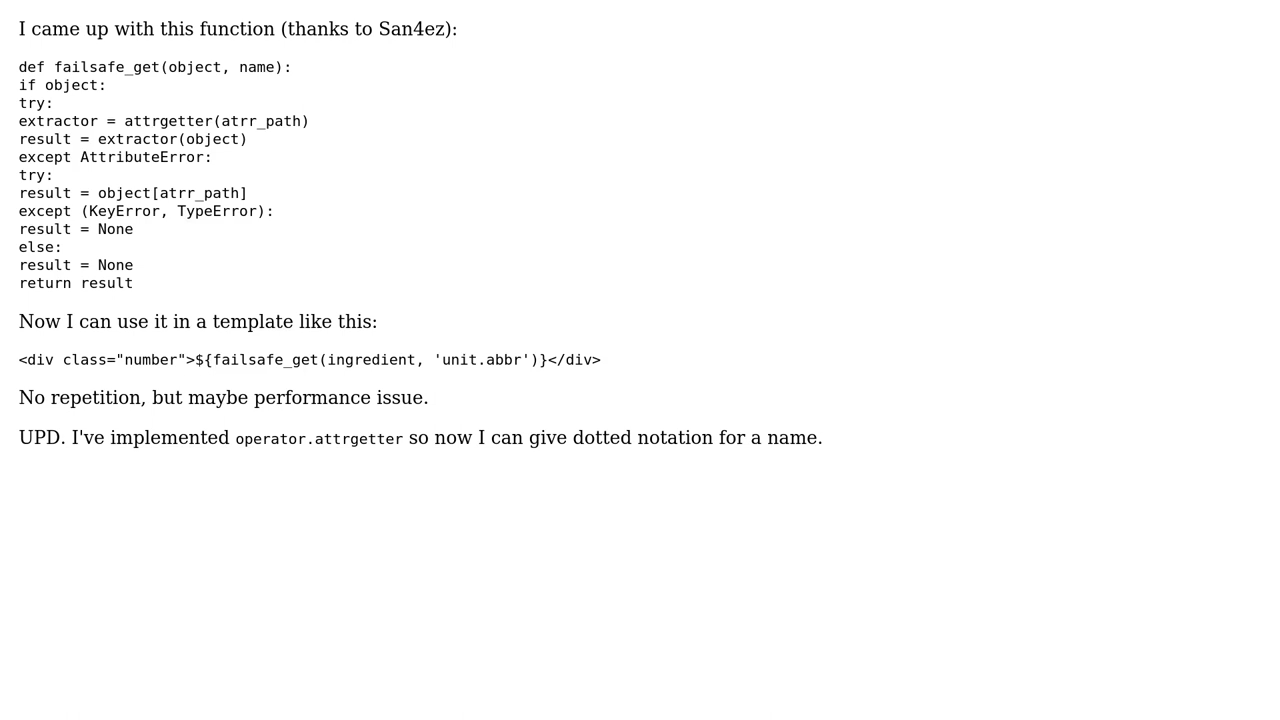 I came up with this function (thanks to San4ez):
def failsafe_get(object, name):
if object:
try:
extractor = attrgetter(atrr_path)
result = extractor(object)
except AttributeError:
try:
result = object[atrr_path]
except (KeyError, TypeError):
result = None
else:
result = None
return result
Now I can use it in a template like this:
<div class="number">${failsafe_get(ingredient, 'unit.abbr')}</div>
No repetition, but maybe performance issue.
UPD. I've implemented operator.attrgetter so now I can give dotted notation for a name.